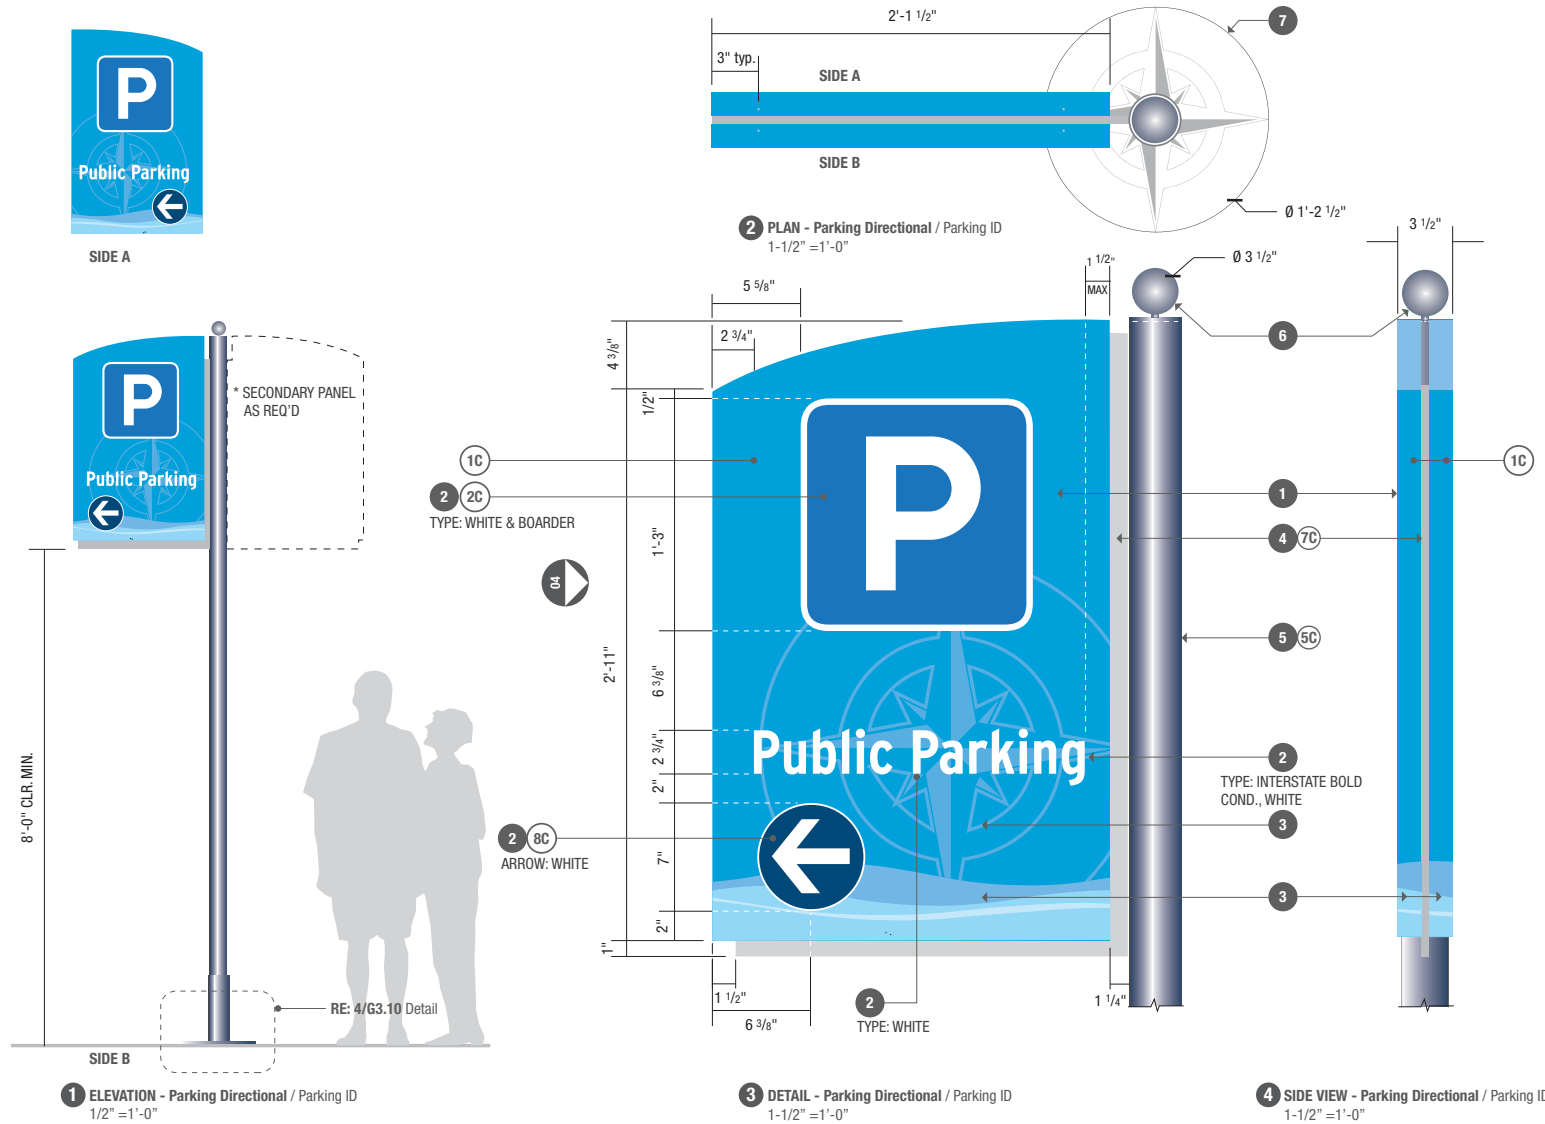 P
Public Parking
SIDE A
2'-1 1/2"
3" typ.
SIDE A
SIDE B
7
Ø 1'-2 1/2"
2 PLAN - Parking Directional / Parking ID
1-1/2” =1’-0”
P
Public Parking
* SECONDARY PANEL
AS REQ’D
8'-0" CLR. MIN.
RE: 4/G3.10 Detail
SIDE B
1 ELEVATION - Parking Directional / Parking ID
1/2” =1’-0”
5 5/8"
2 3/4"
1 1/2"
MAX
Ø 3 1/2"
3 1/2"
4 3/8"
1/2"
1'-3"
2'-11"
6 3/8"
2 3/4"
2"
7"
2"
1"
1C
2 2C
TYPE: WHITE & BOARDER
04
2 8C
ARROW: WHITE
P
Public Parking
1 1/2"
6 3/8"
1 1/4"
2
TYPE: WHITE
6
1C
1
4 7C
5 5C
2
TYPE: INTERSTATE BOLD
COND., WHITE
3
3
3 DETAIL - Parking Directional / Parking ID
1-1/2” =1’-0”
4 SIDE VIEW - Parking Directional / Parking ID
1-1/2” =1’-0”